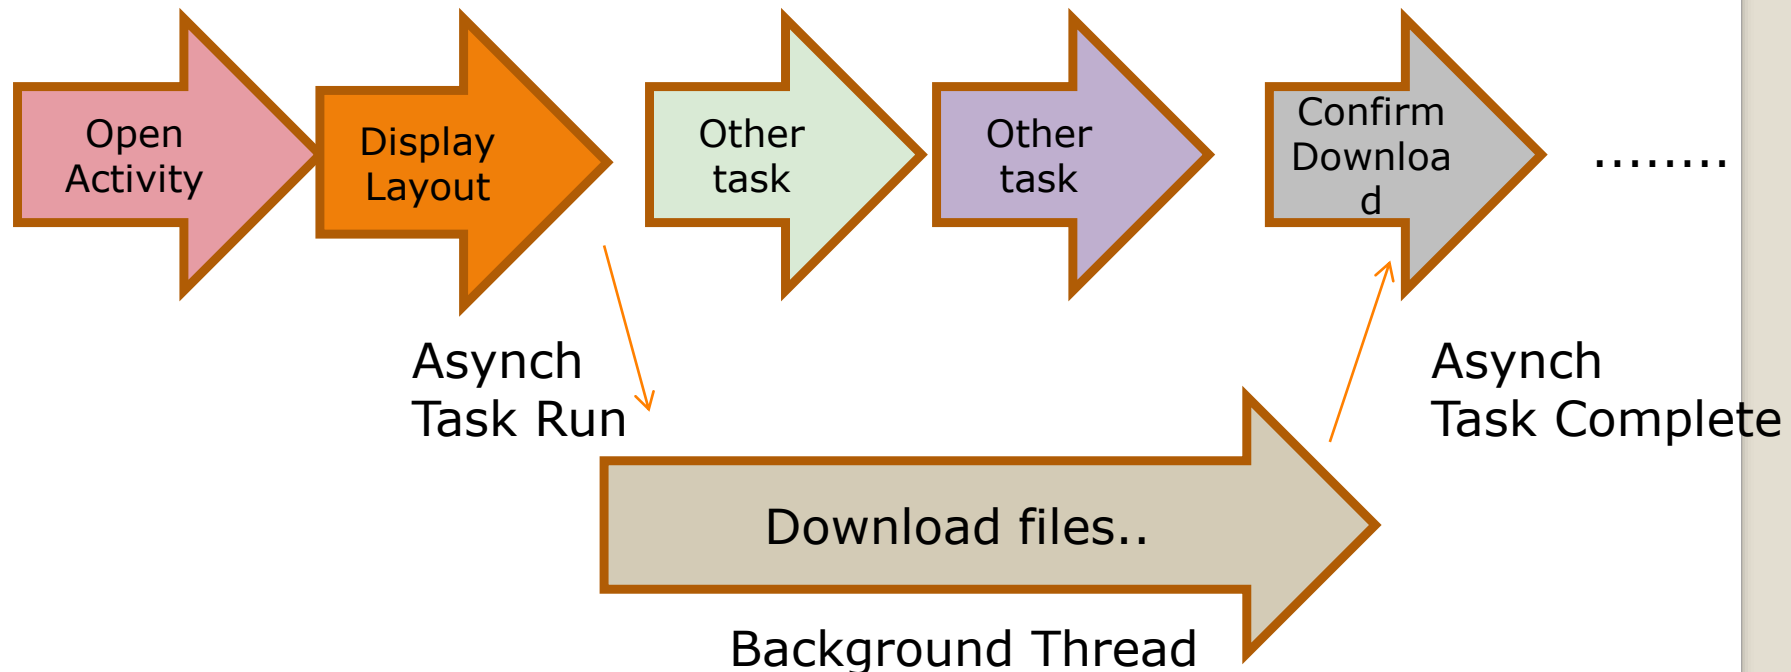 Open
Activity
Display
Layout
Other
task
Other
task
Confirm
Downloa
d
........
Asynch
Task Run
Asynch
Task Complete
Download files..
Background Thread